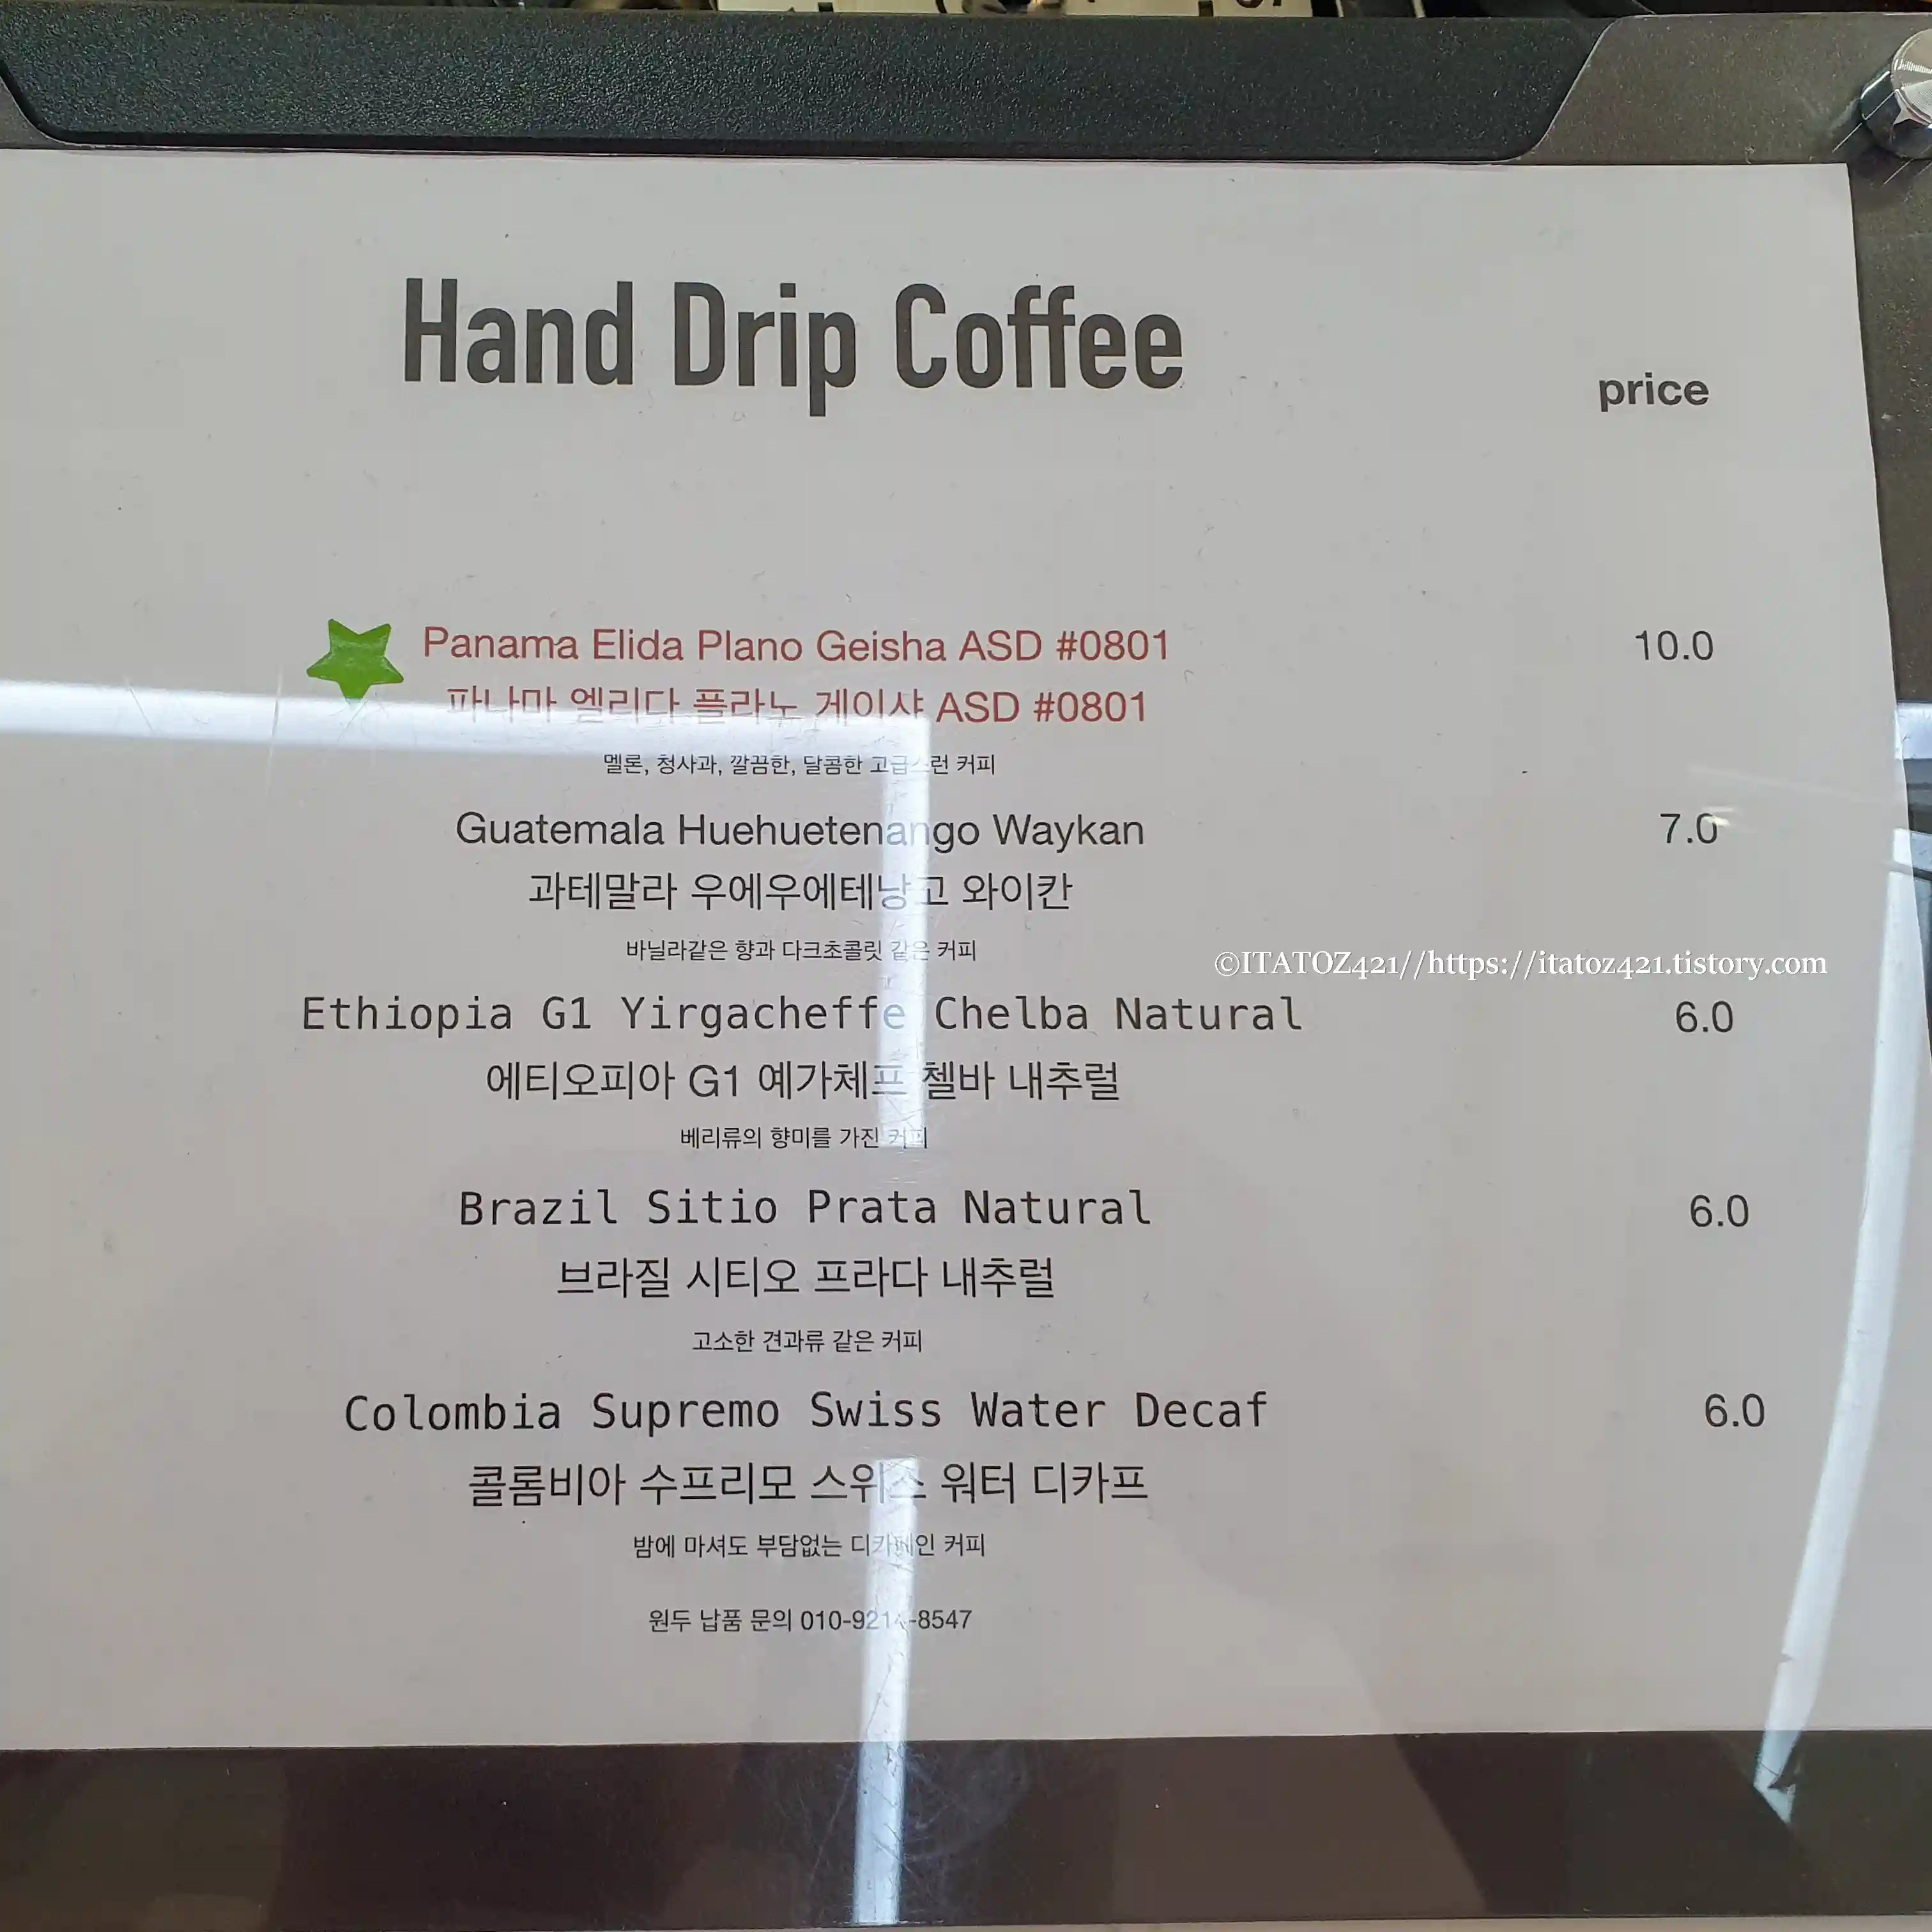 Hand Drip Coffee
price
Panama Elida Plano Geisha ASD #0801 10.0
파나마 엘리다 플라노 게이샤 ASD #0801
멜론, 청사과, 깔끔한, 달콤한 고급스런 커피
Guatemala Huehuetenango Waykan 7.0
과테말라 우에우에테낭고 와이칸
바닐라같은 향과 다크초콜릿 같은 커피
©ITATOZ421//https://itatoz421.tistory.com
Ethiopia G1 Yirgacheffe Chelba Natural 6.0
에티오피아 G1 예가체프 첼바 내추럴
베리류의 향미를 가진 커피
Brazil Sitio Prata Natural 6.0
브라질 시티오 프라다 내추럴
고소한 견과류 같은 커피
Colombia Supremo Swiss Water Decaf 6.0
콜롬비아 수프리모 스위스 워터 디카프
밤에 마셔도 부담없는 디카페인 커피
원두 납품 문의 010-9214-8547